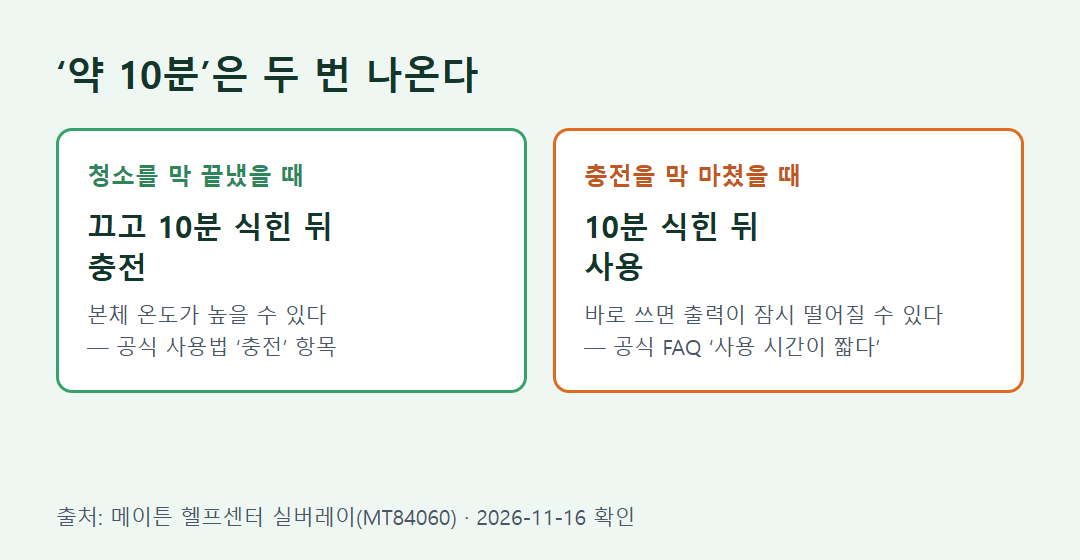 ‘약 10분’은 두 번 나온다
청소를 막 끝냈을 때
끄고 10분 식힌 뒤
충전
본체 온도가 높을 수 있다
— 공식 사용법 ‘충전’ 항목
충전을 막 마쳤을 때
10분 식힌 뒤
사용
바로 쓰면 출력이 잠시 떨어질 수 있다
— 공식 FAQ ‘사용 시간이 짧다’
출처: 메이튼 헬프센터 실버레이(MT84060) · 2026-11-16 확인